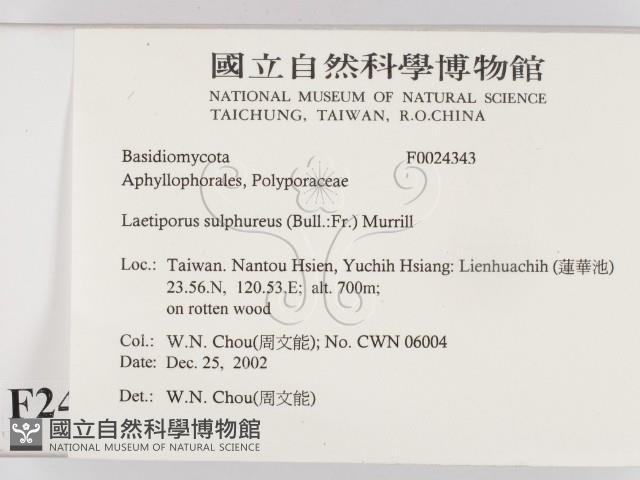 國立自然科學博物館
NATIONAL MUSEUM OF NATURAL SCIENCE
TAICHUNG, TAIWAN, R.O.CHINA
Basidiomycota F0024343
Aphyllophorales, Polyporaceae
Laetiporus sulphureus (Bull.:Fr.) Murrill
Loc.: Taiwan. Nantou Hsien, Yuchih Hsiang: Lienhuachih (蓮華池)
23.56.N, 120.53.E; alt. 700m;
on rotten wood
Col.: W.N. Chou(周文能); No. CWN 06004
Date: Dec. 25, 2002
Det.: W.N. Chou(周文能)
F24
國立自然科學博物館
NATIONAL MUSEUM OF NATURAL SCIENCE